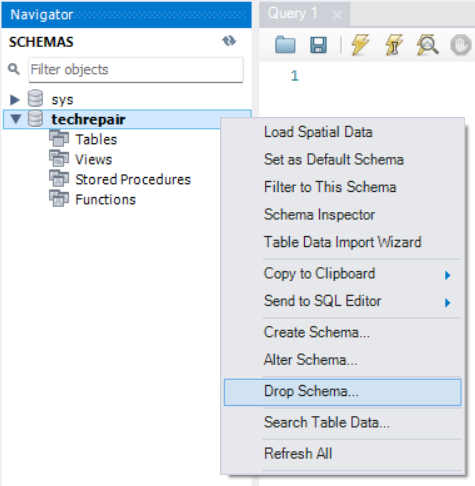 Navigator
Query 1
SCHEMAS
Filter objects
1
sys
techrepair
Tables
Views
Stored Procedures
Functions
Load Spatial Data
Set as Default Schema
Filter to This Schema
Schema Inspector
Table Data Import Wizard
Copy to Clipboard
Send to SQL Editor
Create Schema...
Alter Schema...
Drop Schema...
Search Table Data...
Refresh All